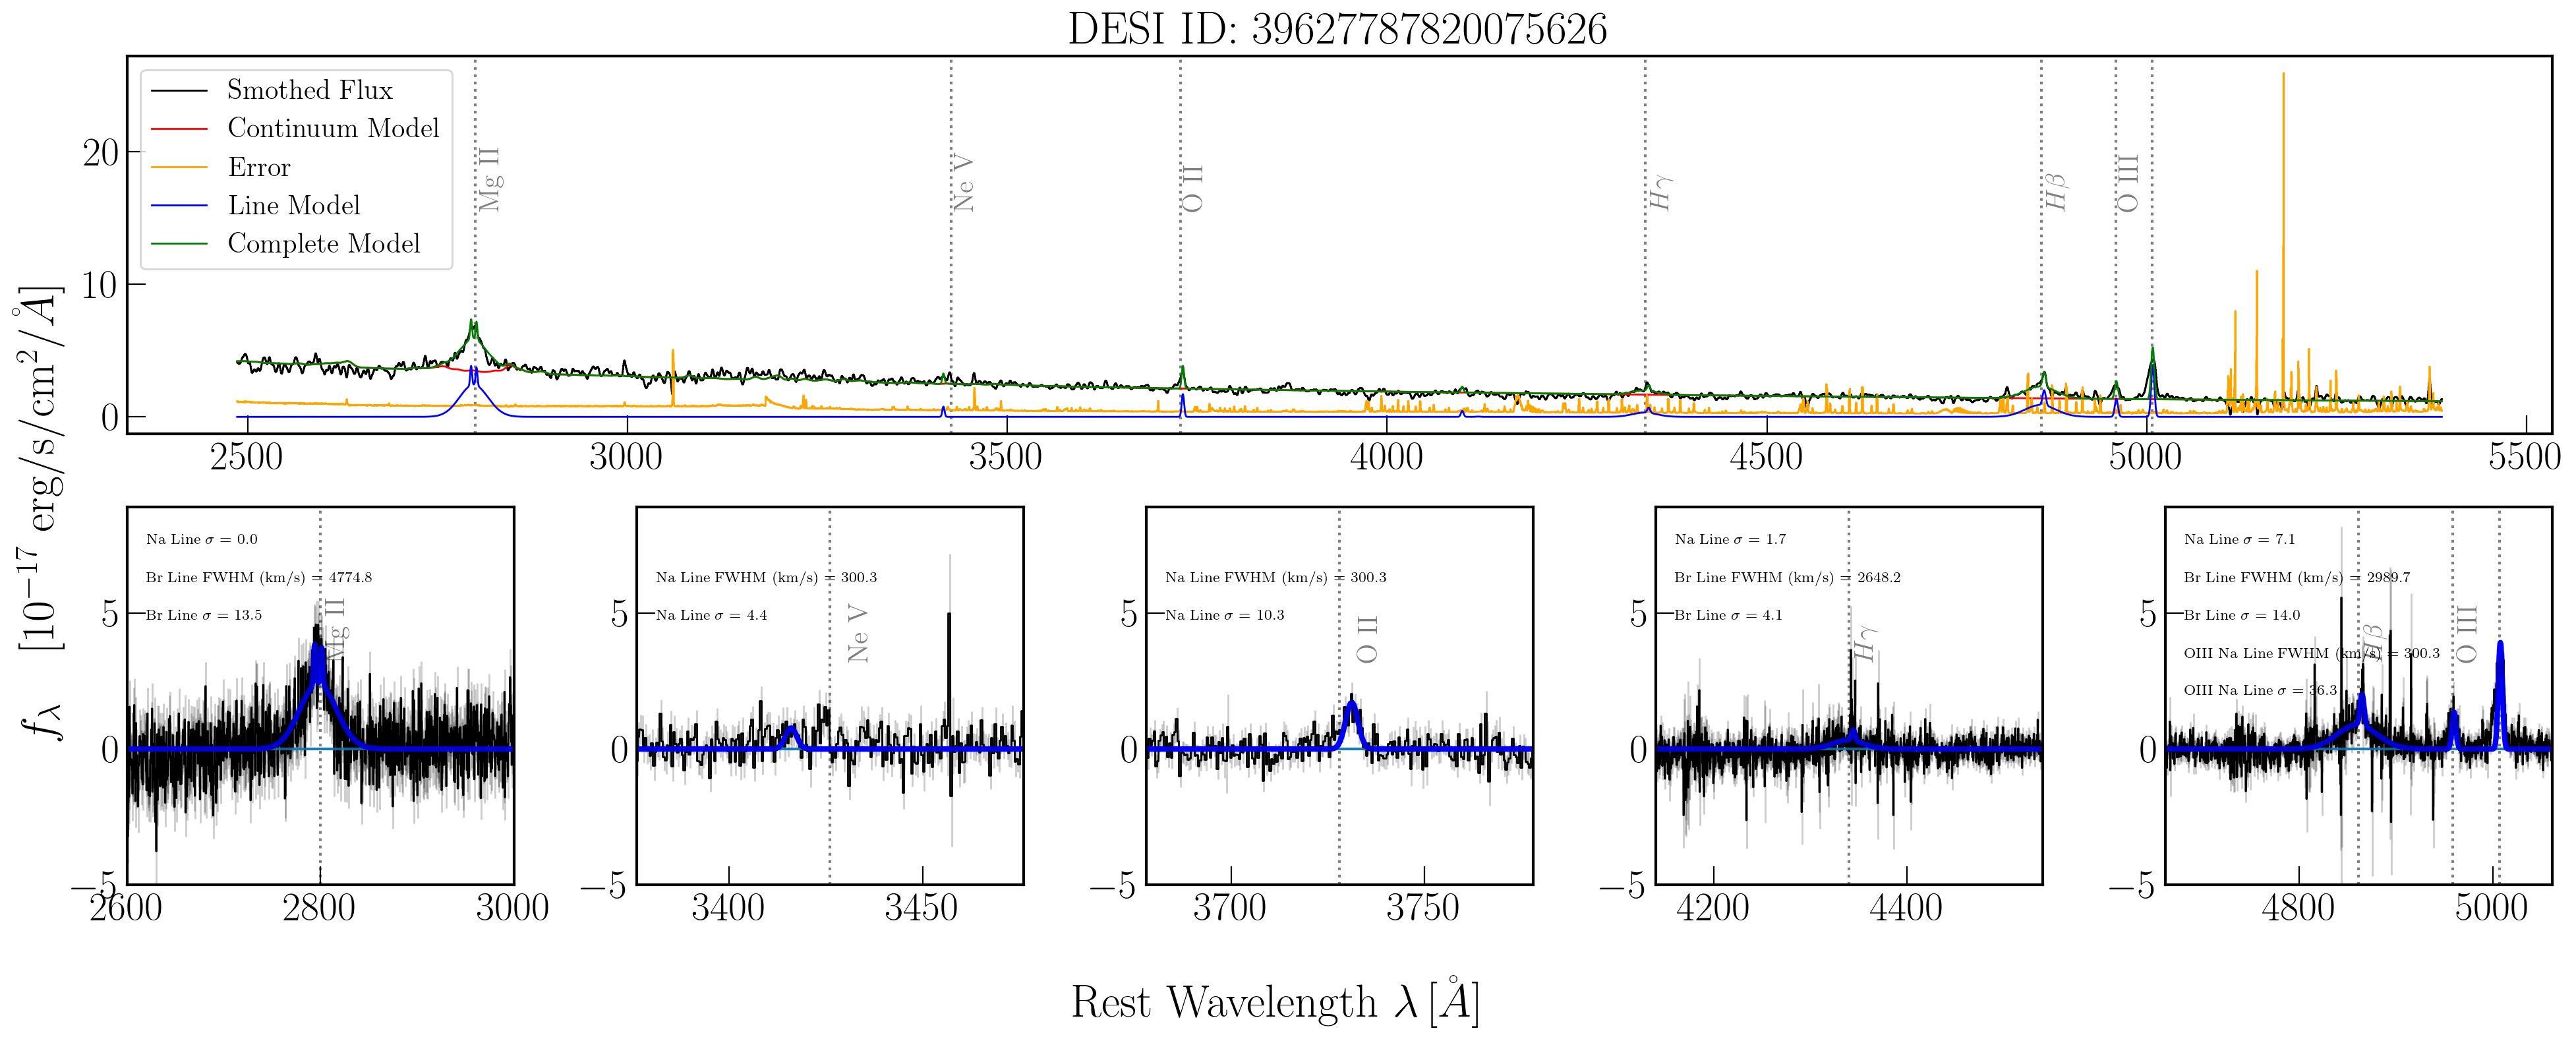 DESI ID: 39627787820075626
Smothed Flux
Continuum Model
Error
Line Model
Complete Model
Mg II
Ne V
O II
Hγ
Hβ
O III
20
10
0
2500 3000 3500 4000 4500 5000 5500
f_λ [10^{-17} erg/s/cm^2/Å]
Na Line σ = 0.0
Br Line FWHM (km/s) = 4774.8
Br Line σ = 13.5
Mg II
5
0
−5
2600 2800 3000
Na Line FWHM (km/s) = 300.3
Na Line σ = 4.4
Ne V
5
0
−5
3400 3450
Na Line FWHM (km/s) = 300.3
Na Line σ = 10.3
O II
5
0
−5
3700 3750
Na Line σ = 1.7
Br Line FWHM (km/s) = 2648.2
Br Line σ = 4.1
Hγ
5
0
−5
4200 4400
Na Line σ = 7.1
Br Line FWHM (km/s) = 2989.7
Br Line σ = 14.0
OIII Na Line FWHM (km/s) = 300.3
OIII Na Line σ = 36.3
Hβ
O III
5
0
−5
4800 5000
Rest Wavelength λ [Å]